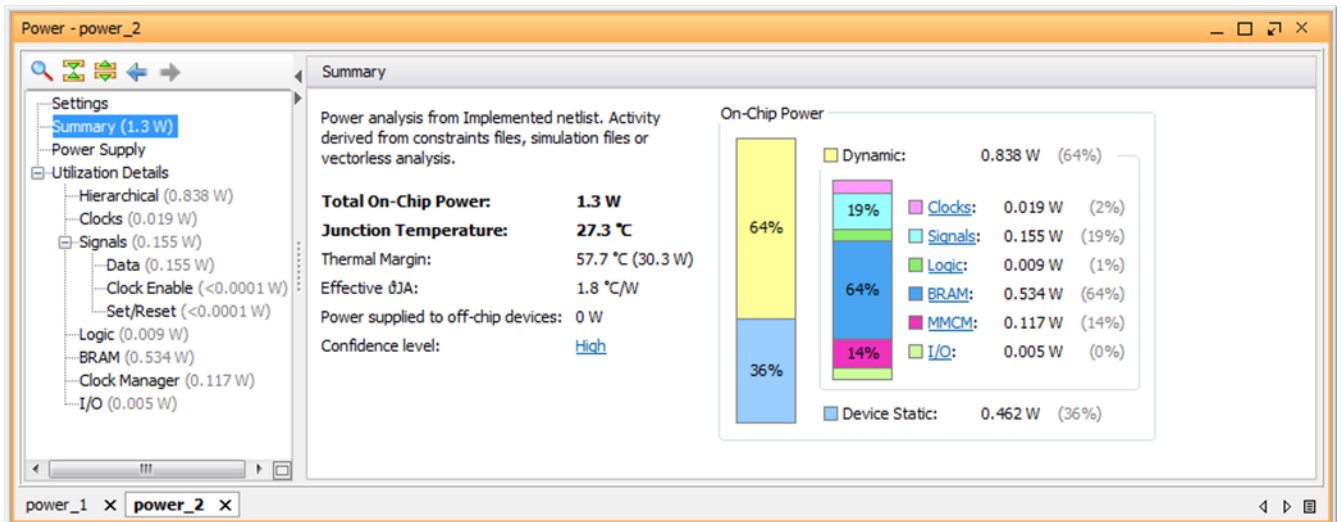 Power - power_2
Summary
Settings
Summary (1.3 W)
Power Supply
Utilization Details
Hierarchical (0.838 W)
Clocks (0.019 W)
Signals (0.155 W)
Data (0.155 W)
Clock Enable (<0.0001 W)
Set/Reset (<0.0001 W)
Logic (0.009 W)
BRAM (0.534 W)
Clock Manager (0.117 W)
I/O (0.005 W)
Power analysis from Implemented netlist. Activity
derived from constraints files, simulation files or
vectorless analysis.
Total On-Chip Power: 1.3 W
Junction Temperature: 27.3 °C
Thermal Margin: 57.7 °C (30.3 W)
Effective ϑJA: 1.8 °C/W
Power supplied to off-chip devices: 0 W
Confidence level: High
On-Chip Power
64%
36%
Dynamic: 0.838 W (64%)
19%
64%
14%
Clocks: 0.019 W (2%)
Signals: 0.155 W (19%)
Logic: 0.009 W (1%)
BRAM: 0.534 W (64%)
MMCM: 0.117 W (14%)
I/O: 0.005 W (0%)
Device Static: 0.462 W (36%)
power_1
power_2